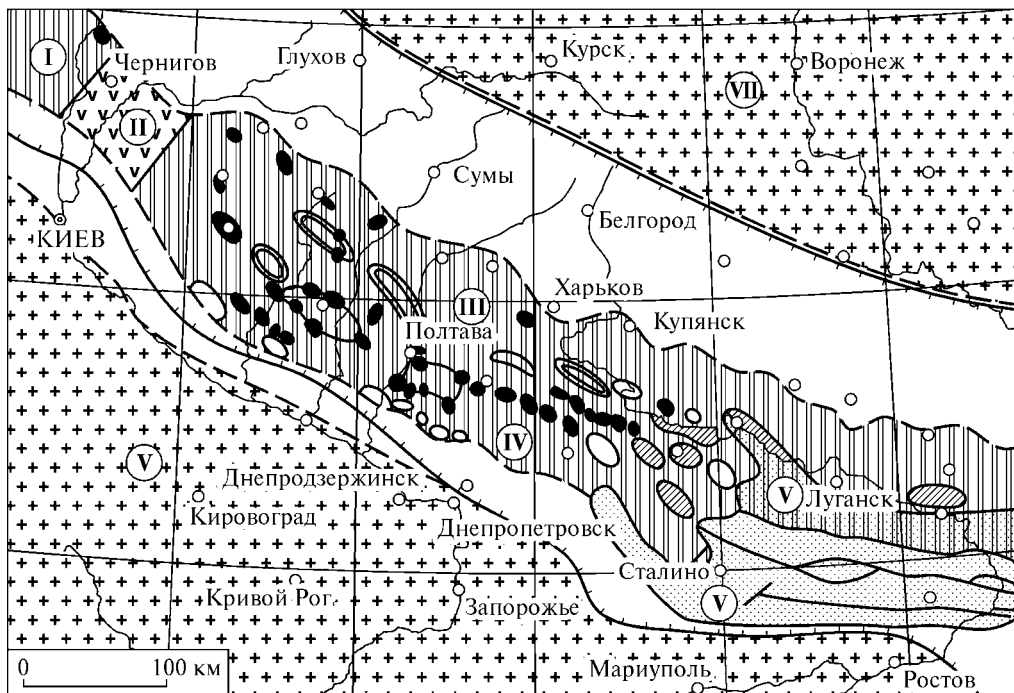 I
Чернигов
Глухов
Курск
Воронеж
VII
II
Сумы
КИЕВ
Белгород
III
Харьков
Полтава
Купянск
IV
V
Днепродзержинск
V
Луганск
Кировоград
Днепропетровск
Сталино
Кривой Рог
Запорожье
V
0 100 км
Мариуполь
Ростов